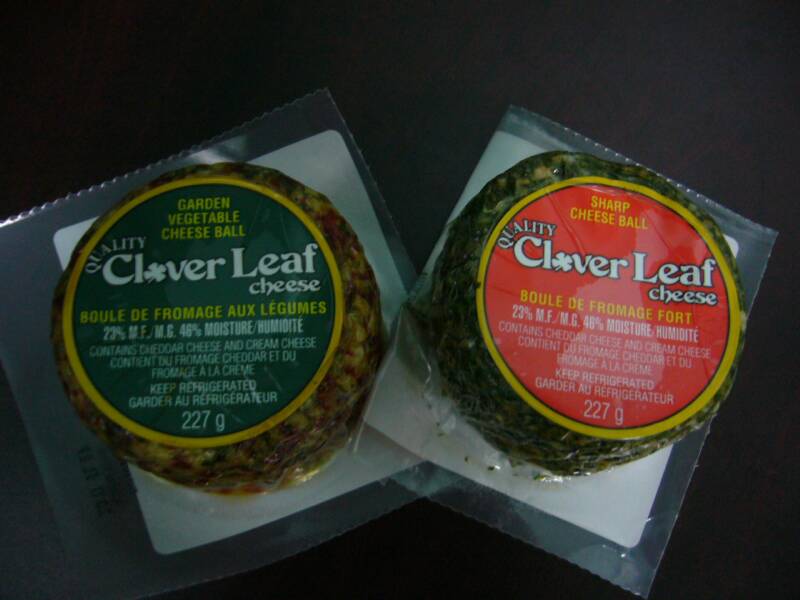 GARDEN
VEGETABLE
CHEESE BALL
QUALITY
Clover Leaf
cheese
BOULE DE FROMAGE AUX LÉGUMES
23% M.F./M.G. 46% MOISTURE/HUMIDITÉ
CONTAINS CHEDDAR CHEESE AND CREAM CHEESE
CONTIENT DU FROMAGE CHEDDAR ET DU
FROMAGE À LA CRÈME
KEEP REFRIGERATED
GARDER AU RÉFRIGÉRATEUR
227 g
SHARP
CHEESE BALL
QUALITY
Clover Leaf
cheese
BOULE DE FROMAGE FORT
23% M.F./M.G. 46% MOISTURE/HUMIDITÉ
CONTAINS CHEDDAR CHEESE AND CREAM CHEESE
CONTIENT DU FROMAGE CHEDDAR ET DU
FROMAGE À LA CRÈME
KEEP REFRIGERATED
GARDER AU RÉFRIGÉRATEUR
227 g